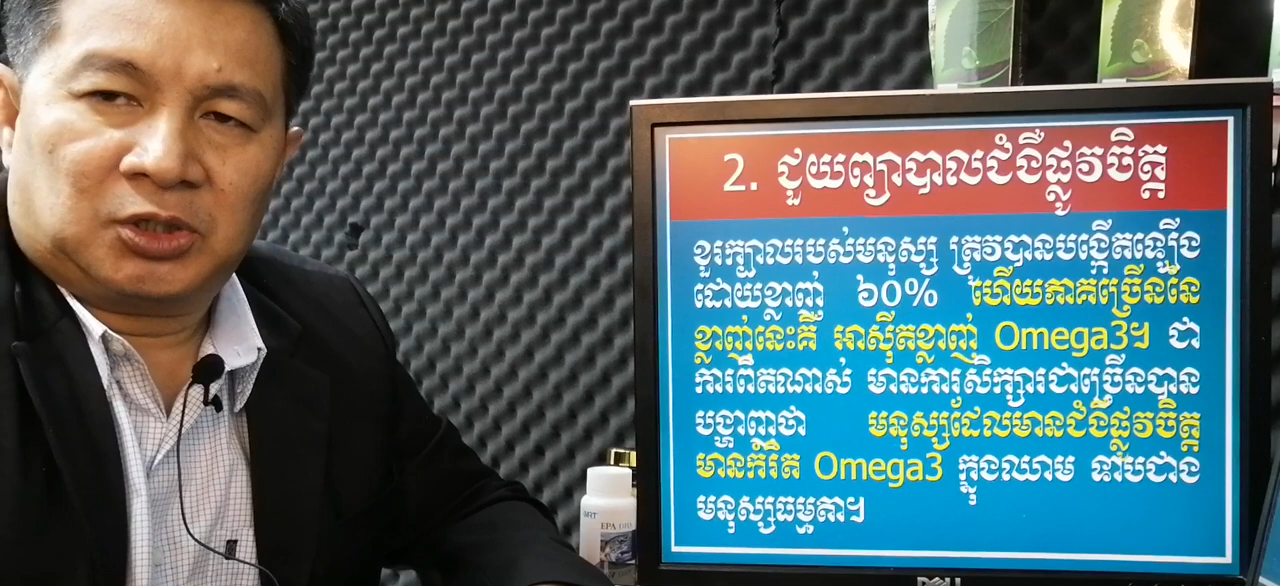 2. ជួយព្យាបាលជំងឺផ្លូវចិត្ត
ខួរក្បាលរបស់មនុស្ស ត្រូវបានបង្កើតឡើង
ដោយខ្លាញ់ ៦០% ហើយភាគច្រើននៃ
ខ្លាញ់នេះគឺ អាស៊ីតខ្លាញ់ Omega3។ ជា
ការពិតណាស់ មានការសិក្សារជាច្រើនបាន
បង្ហាញថា មនុស្សដែលមានជំងឺផ្លូវចិត្ត
មានកំរិត Omega3 ក្នុងឈាម ទាបជាង
មនុស្សធម្មតា។
EPA DHA